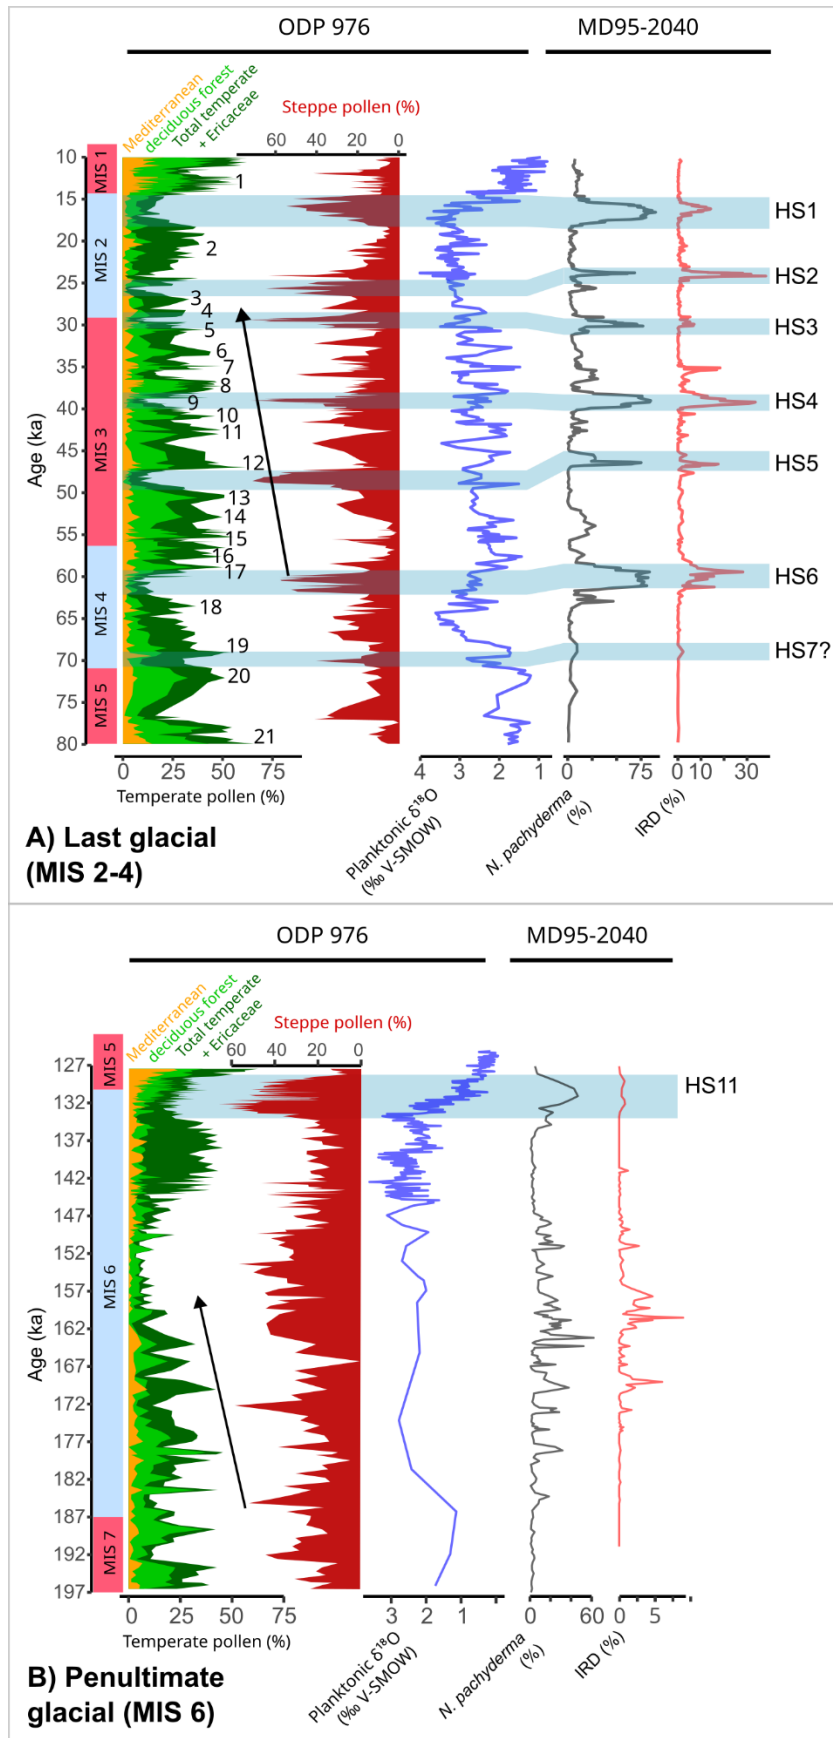 ODP 976
MD95-2040
Mediterranean
deciduous forest
Total temperate
+ Ericaceae
Steppe pollen (%)
60 40 20 0
Age (ka)
10
15
20
25
30
35
40
45
50
55
60
65
70
75
80
MIS 1
MIS 2
MIS 3
MIS 4
MIS 5
1
2
3
4
5
6
7
8
9
10
11
12
13
14
15
16
17
18
19
20
21
HS1
HS2
HS3
HS4
HS5
HS6
HS7?
0 25 50 75
Temperate pollen (%)
4 3 2 1
Planktonic δ¹⁸O
(‰ V-SMOW)
0 75
N. pachyderma
(%)
0 10 30
IRD (%)
A) Last glacial
(MIS 2-4)
ODP 976
MD95-2040
Mediterranean
deciduous forest
Total temperate
+ Ericaceae
Steppe pollen (%)
60 40 20 0
Age (ka)
127
132
137
142
147
152
157
162
167
172
177
182
187
192
197
MIS 5
MIS 6
MIS 7
HS11
0 25 50 75
Temperate pollen (%)
3 2 1
Planktonic δ¹⁸O
(‰ V-SMOW)
0 60
N. pachyderma
(%)
0 5
IRD (%)
B) Penultimate
glacial (MIS 6)